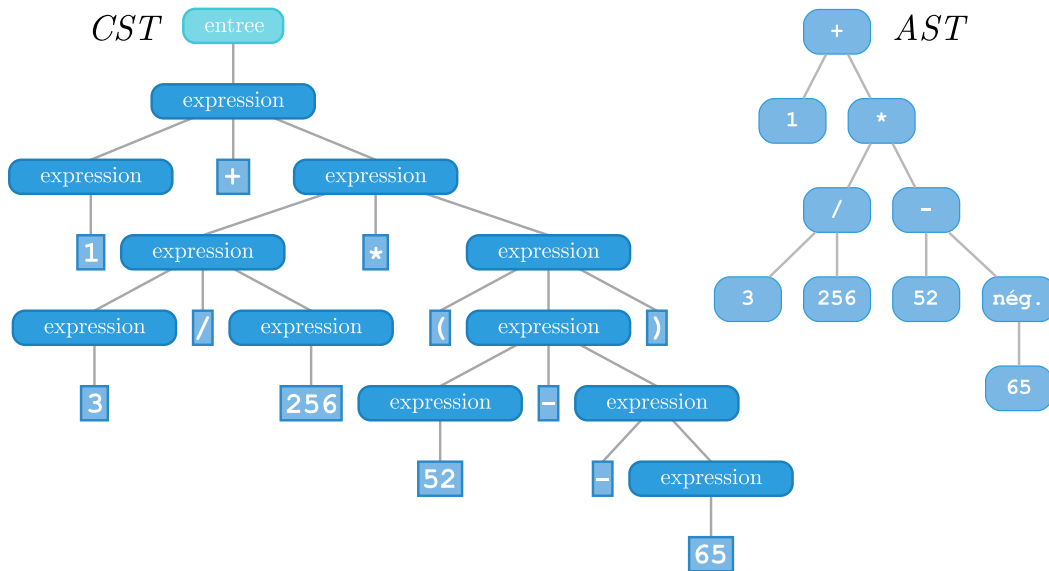 CST entree
+ AST
expression
1 *
expression + expression
/ -
1 expression * expression
3 256 52 nég.
expression / expression ( expression )
65
3 256 expression - expression
52 - expression
65